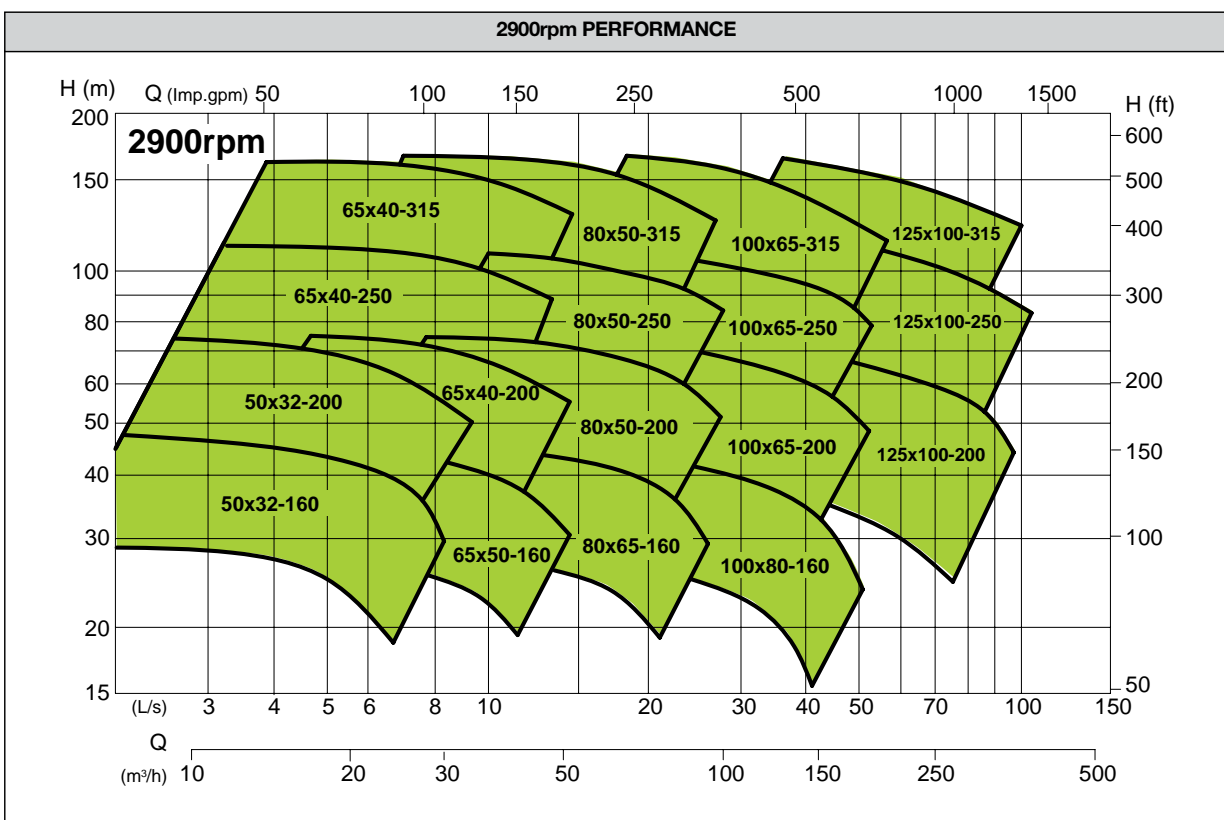 2900rpm PERFORMANCE
H (m) Q (Imp.gpm) 50 100 150 250 500 1000 1500 H (ft)
2900rpm
200 600
150 500
65x40-315 80x50-315 100x65-315 125x100-315 400
100 300
65x40-250 80x50-250 100x65-250 125x100-250
80
60 200
50x32-200 65x40-200 80x50-200 100x65-200 125x100-200
50 150
40
50x32-160 65x50-160 80x65-160 100x80-160
30 100
20
15 50
(L/s) 3 4 5 6 8 10 20 30 40 50 70 100 150
Q
(m³/h) 10 20 30 50 100 150 250 500